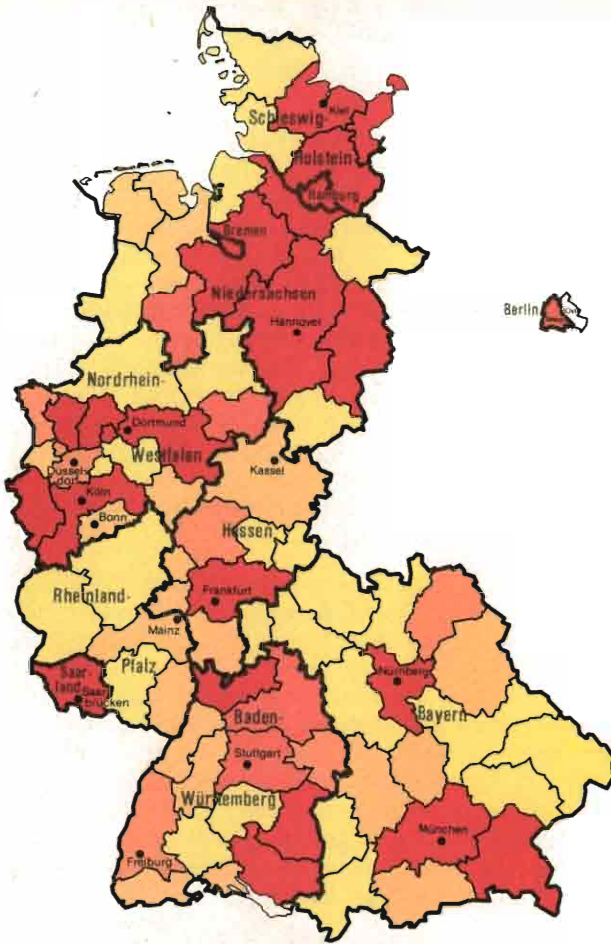 Kiel
Schleswig-
Holstein
Hamburg
Bremen
Niedersachsen
Hannover
Berlin
Nordrhein-
Dortmund
Westfalen
Kassel
Düssel-
dorf
Köln
Bonn
Hessen
Rheinland-
Frankfurt
Mainz
Pfalz
Saar-
land
Saar
brücken
Nürnberg
Bayern
Baden-
Stuttgart
Württemberg
München
Freiburg